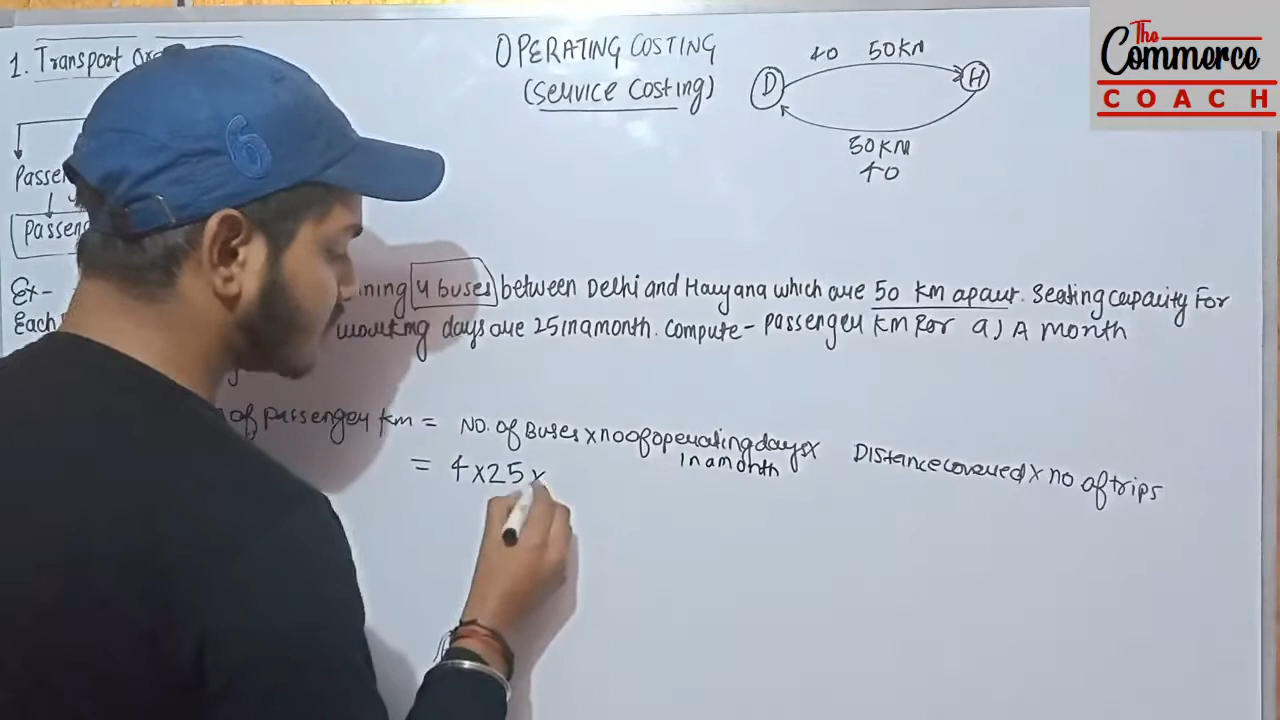 1. Transport
OPERATING COSTING
(Service Costing)
40 50KM
D H
50KM
40
The
Commerce
COACH
6
Passen
Passen
Ex- ning 4 buses between Delhi and Haryana which are 50 km apart. Seating capacity For
Each working days are 25 in a month. Compute - Passenger km for a) A month
of passenger km = No. of Buses x no of operating days x Distance covered x no of trips
in a month
= 4x25x